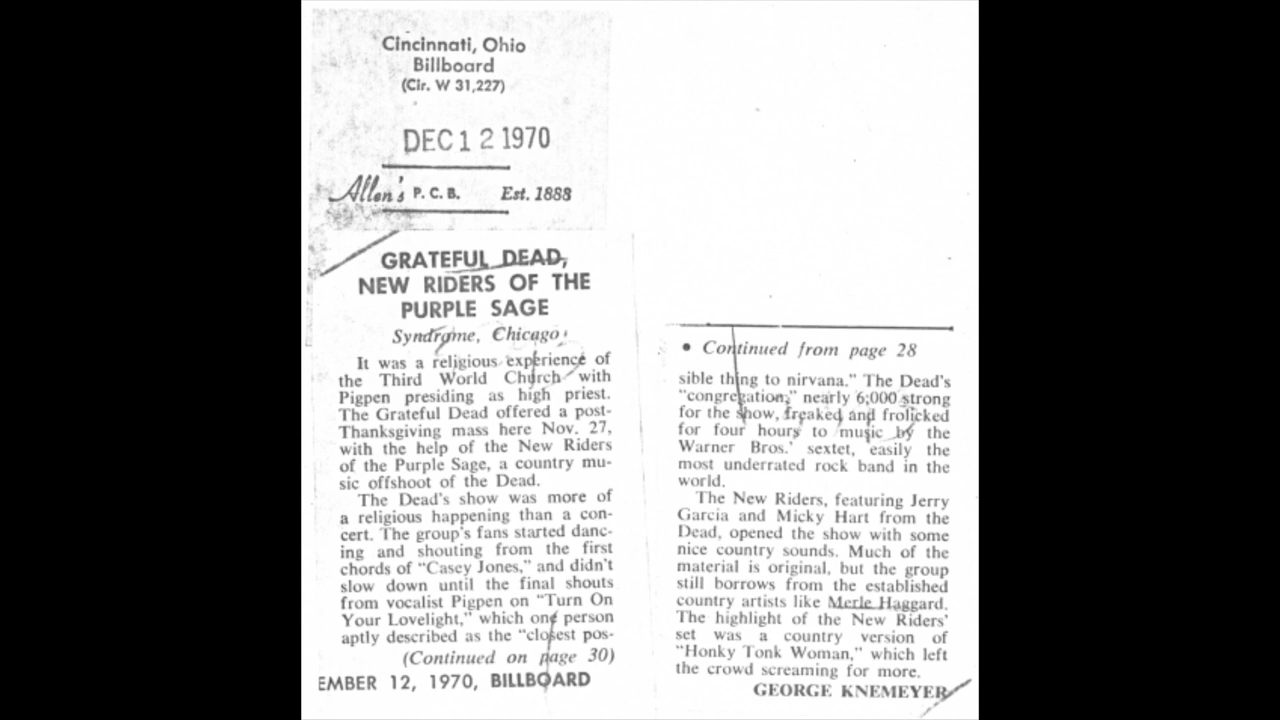 Cincinnati, Ohio
Billboard
(Cir. W 31,227)
DEC 12 1970
Allen's P. C. B. Est. 1888
GRATEFUL DEAD,
NEW RIDERS OF THE
PURPLE SAGE
Syndrome, Chicago
It was a religious experience of
the Third World Church with
Pigpen presiding as high priest.
The Grateful Dead offered a post-
Thanksgiving mass here Nov. 27,
with the help of the New Riders
of the Purple Sage, a country mu-
sic offshoot of the Dead.
The Dead's show was more of
a religious happening than a con-
cert. The group's fans started danc-
ing and shouting from the first
chords of "Casey Jones," and didn't
slow down until the final shouts
from vocalist Pigpen on "Turn On
Your Lovelight," which one person
aptly described as the "closest pos-
(Continued on page 30)
EMBER 12, 1970, BILLBOARD
• Continued from page 28
sible thing to nirvana." The Dead's
"congregation," nearly 6,000 strong
for the show, freaked and frolicked
for four hours to music by the
Warner Bros.' sextet, easily the
most underrated rock band in the
world.
The New Riders, featuring Jerry
Garcia and Micky Hart from the
Dead, opened the show with some
nice country sounds. Much of the
material is original, but the group
still borrows from the established
country artists like Merle Haggard.
The highlight of the New Riders'
set was a country version of
"Honky Tonk Woman," which left
the crowd screaming for more.
GEORGE KNEMEYER